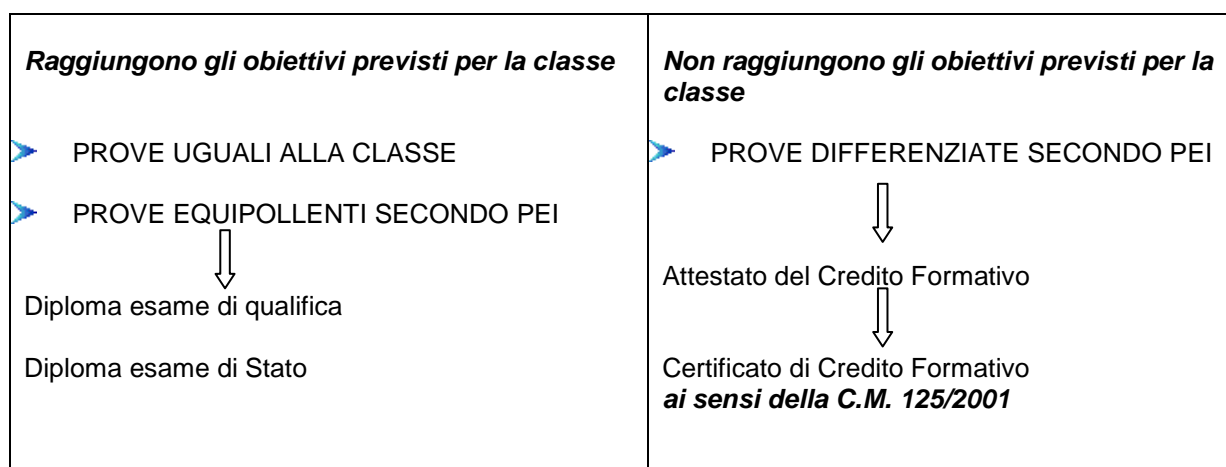 Raggiungono gli obiettivi previsti per la classe
PROVE UGUALI ALLA CLASSE
PROVE EQUIPOLLENTI SECONDO PEI
Diploma esame di qualifica
Diploma esame di Stato
Non raggiungono gli obiettivi previsti per la
classe
PROVE DIFFERENZIATE SECONDO PEI
Attestato del Credito Formativo
Certificato di Credito Formativo
ai sensi della C.M. 125/2001